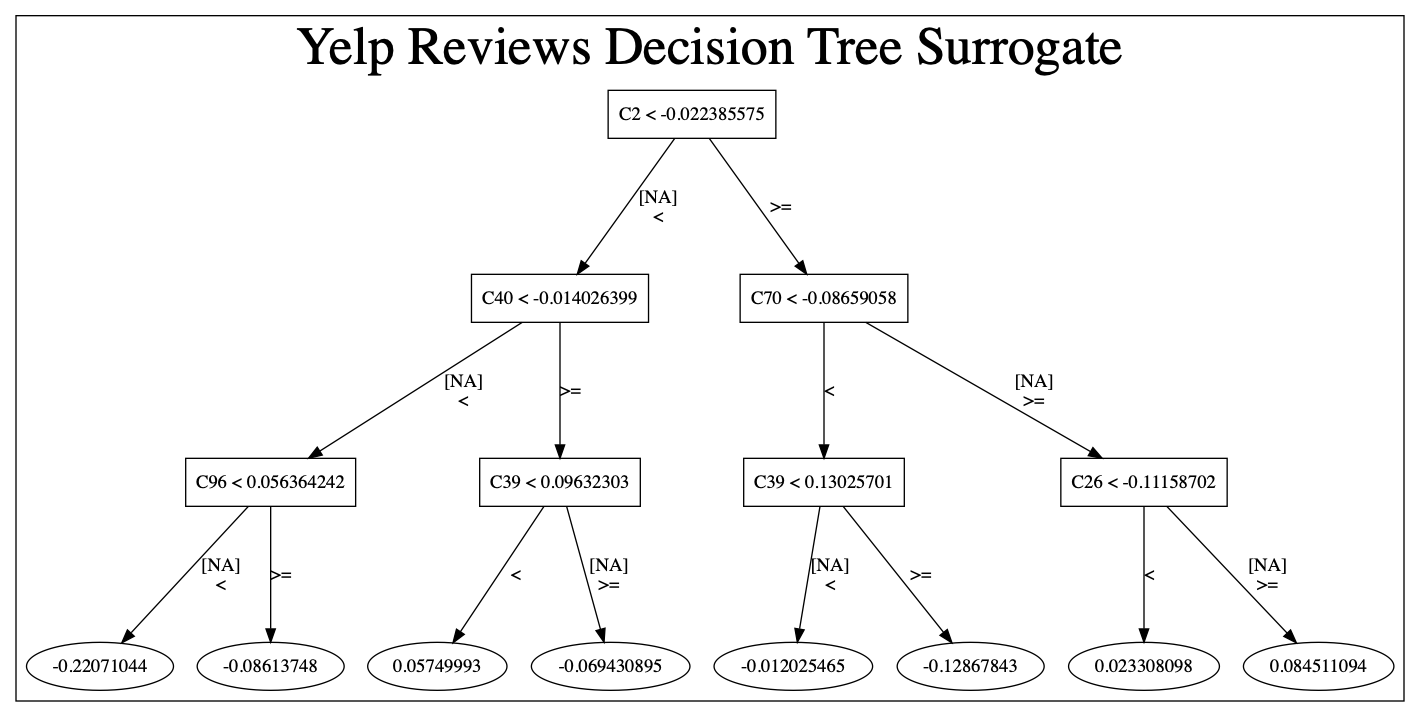 Yelp Reviews Decision Tree Surrogate
C2 < -0.022385575
[NA]
<
>=
C40 < -0.014026399
C70 < -0.08659058
[NA]
<
>=
<
[NA]
>=
C96 < 0.056364242
C39 < 0.09632303
C39 < 0.13025701
C26 < -0.11158702
[NA]
<
>=
<
[NA]
>=
[NA]
<
>=
<
[NA]
>=
-0.22071044
-0.08613748
0.05749993
-0.069430895
-0.012025465
-0.12867843
0.023308098
0.084511094